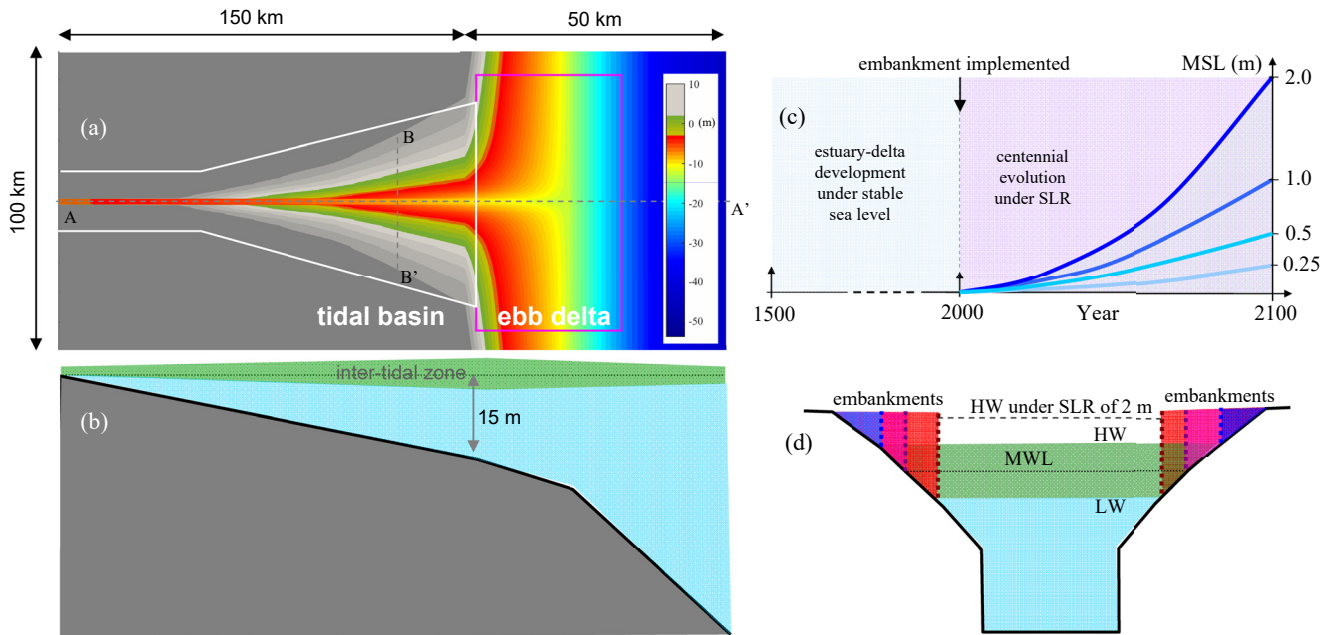 150 km
50 km
100 km
(a)
A
B
B'
A'
tidal basin
ebb delta
10
0
(m)
-10
-20
-30
-40
-50
(b)
inter-tidal zone
15 m
(c)
embankment implemented
MSL (m)
2.0
1.0
0.5
0.25
estuary-delta
development
under stable
sea level
centennial
evolution
under SLR
1500
2000
Year
2100
(d)
embankments
HW under SLR of 2 m
embankments
HW
MWL
LW